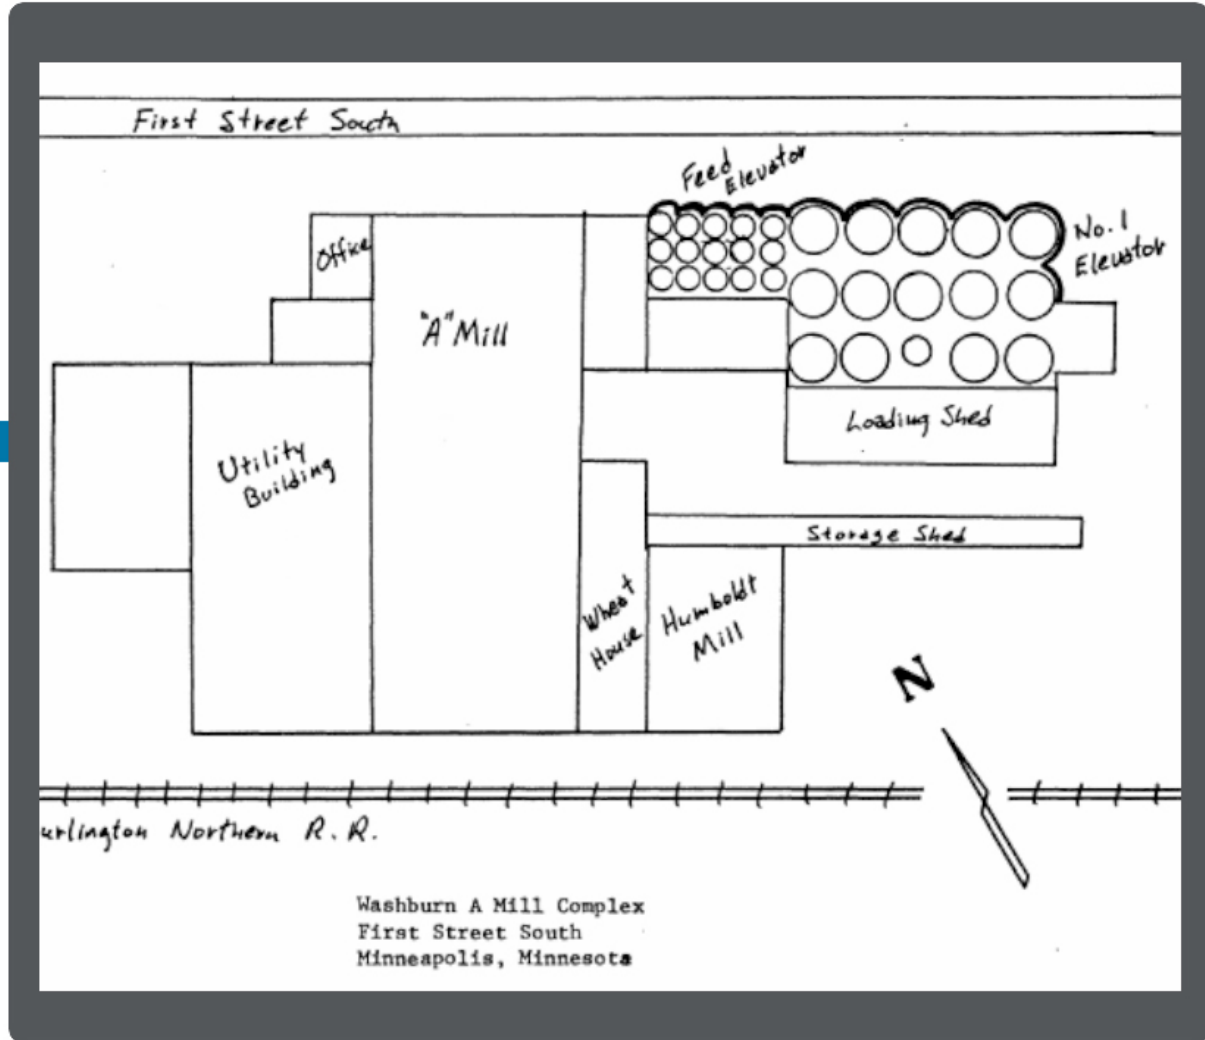 First Street South
Feed
Elevator
No. 1
Elevator
Office
"A" Mill
Loading Shed
Utility
Building
Storage Shed
Wheat
House
Humboldt
Mill
N
urlington Northern R. R.
Washburn A Mill Complex
First Street South
Minneapolis, Minnesota